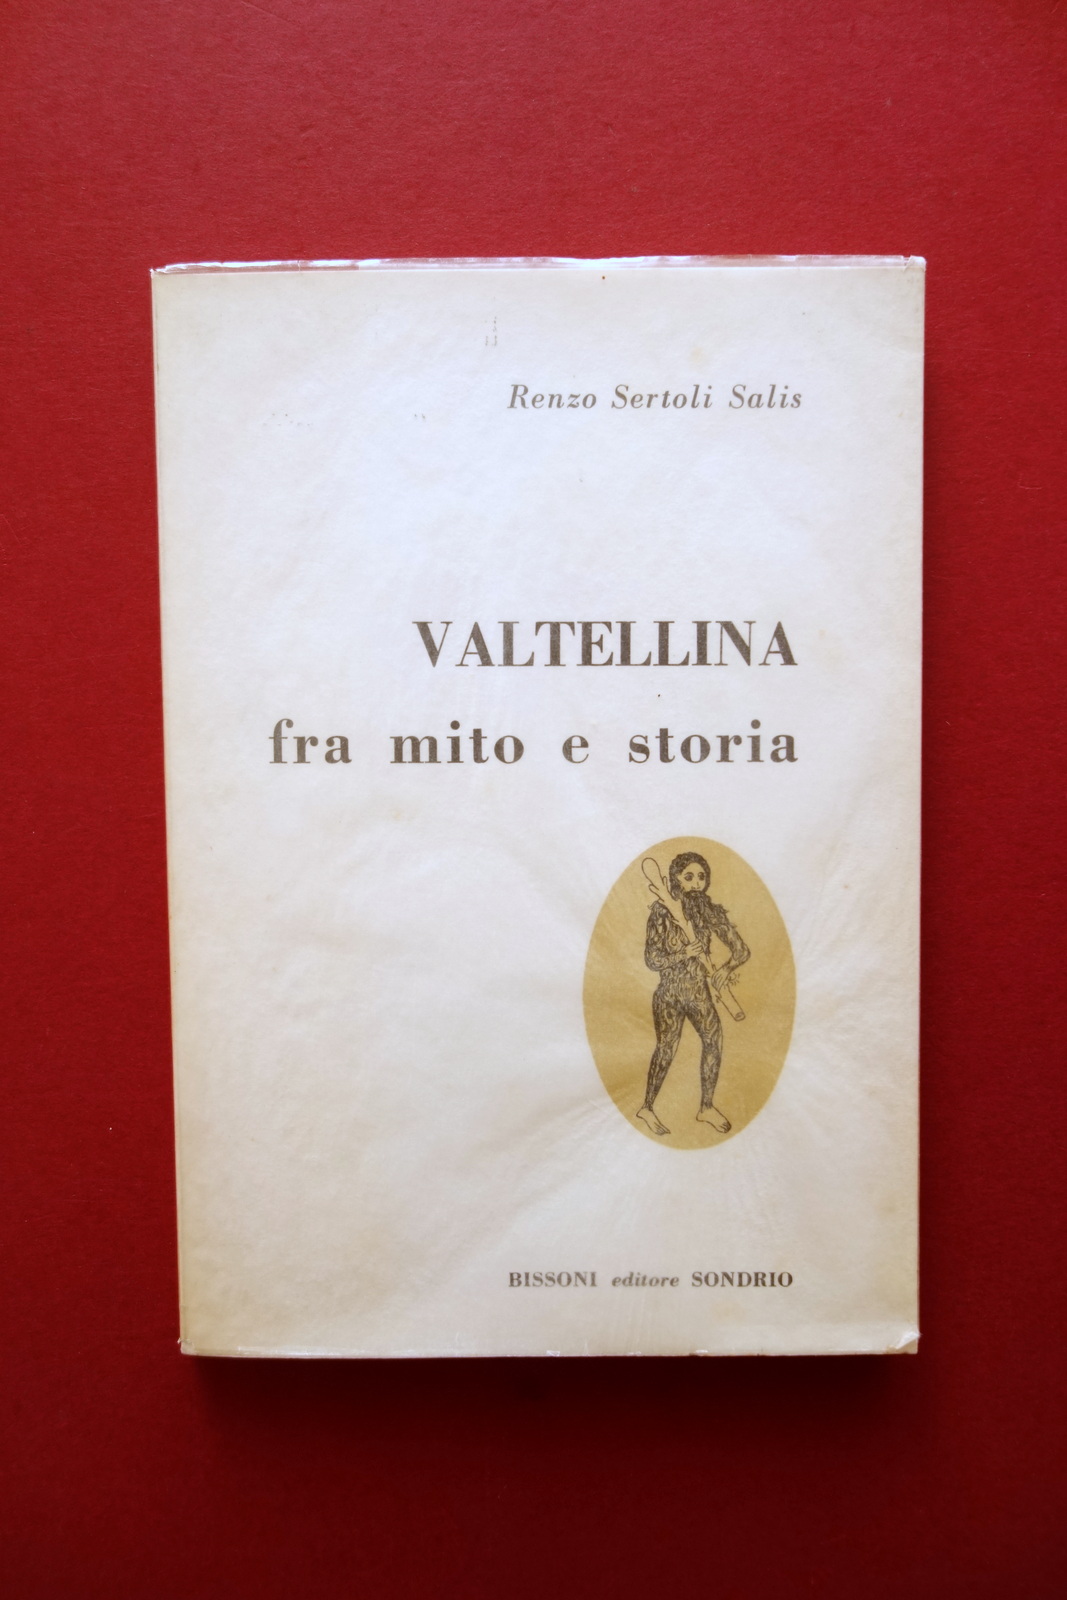 Renzo Sertoli Salis
VALTELLINA
fra mito e storia
BISSONI editore SONDRIO